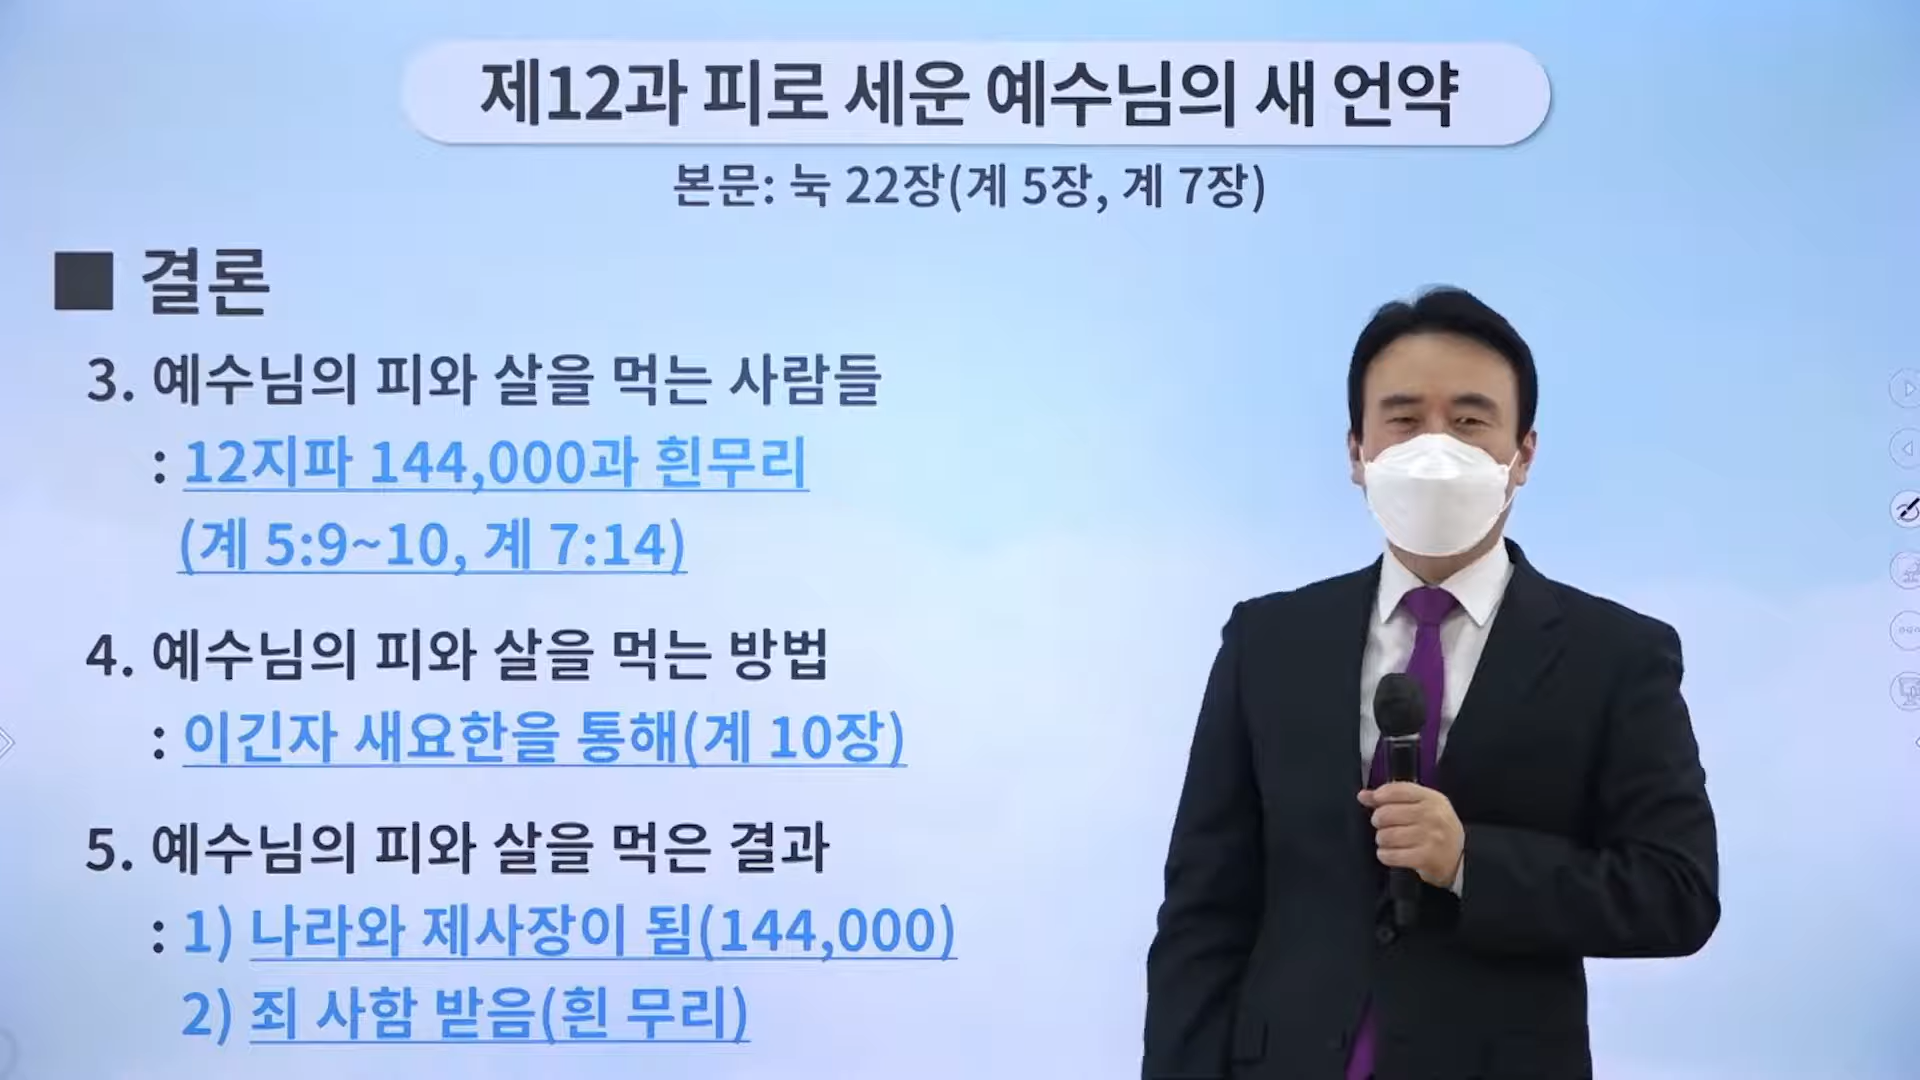 제12과 피로 세운 예수님의 새 언약
본문: 눅 22장(계 5장, 계 7장)
■ 결론
3. 예수님의 피와 살을 먹는 사람들
: 12지파 144,000과 흰무리
(계 5:9~10, 계 7:14)
4. 예수님의 피와 살을 먹는 방법
: 이긴자 새요한을 통해(계 10장)
5. 예수님의 피와 살을 먹은 결과
: 1) 나라와 제사장이 됨(144,000)
2) 죄 사함 받음(흰 무리)